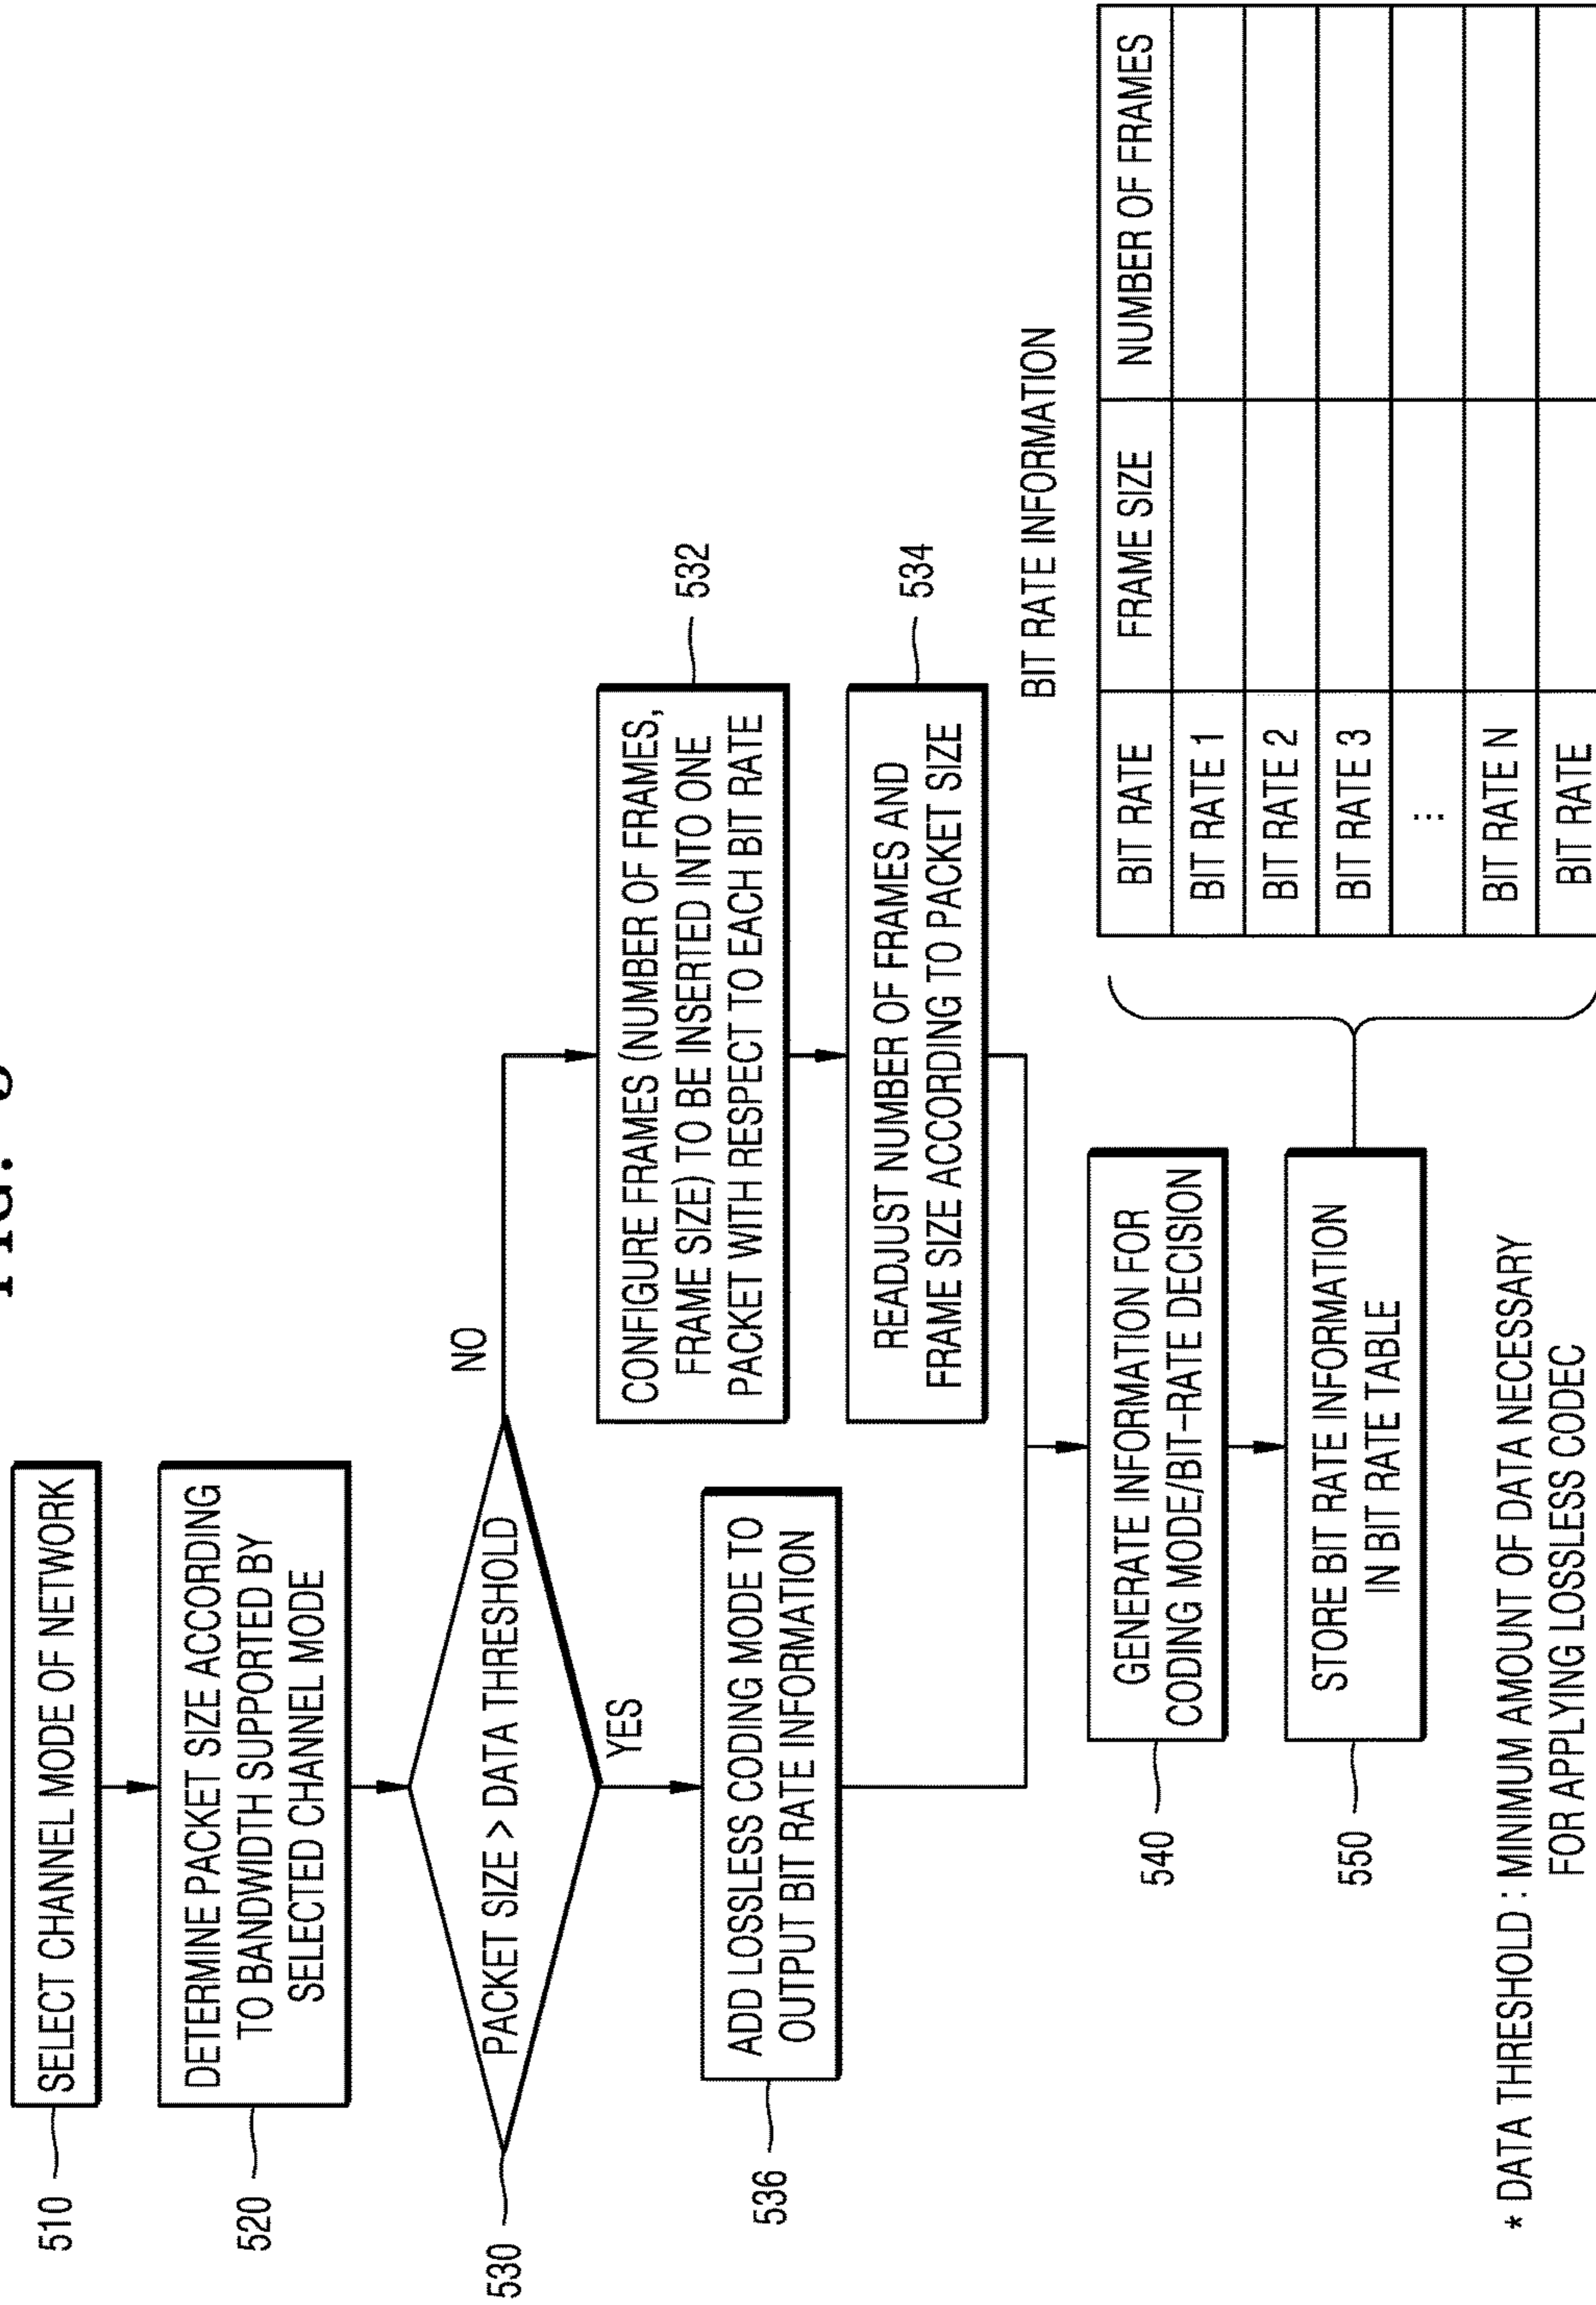 510
SELECT CHANNEL MODE OF NETWORK
520
DETERMINE PACKET SIZE ACCORDING
TO BANDWIDTH SUPPORTED BY
SELECTED CHANNEL MODE
530
PACKET SIZE > DATA THRESHOLD
NO
YES
532
CONFIGURE FRAMES (NUMBER OF FRAMES,
FRAME SIZE) TO BE INSERTED INTO ONE
PACKET WITH RESPECT TO EACH BIT RATE
534
READJUST NUMBER OF FRAMES AND
FRAME SIZE ACCORDING TO PACKET SIZE
536
ADD LOSSLESS CODING MODE TO
OUTPUT BIT RATE INFORMATION
540
GENERATE INFORMATION FOR
CODING MODE/BIT-RATE DECISION
550
STORE BIT RATE INFORMATION
IN BIT RATE TABLE
BIT RATE INFORMATION
BIT RATE FRAME SIZE NUMBER OF FRAMES
BIT RATE 1
BIT RATE 2
BIT RATE 3
...
BIT RATE N
BIT RATE
* DATA THRESHOLD : MINIMUM AMOUNT OF DATA NECESSARY
FOR APPLYING LOSSLESS CODEC